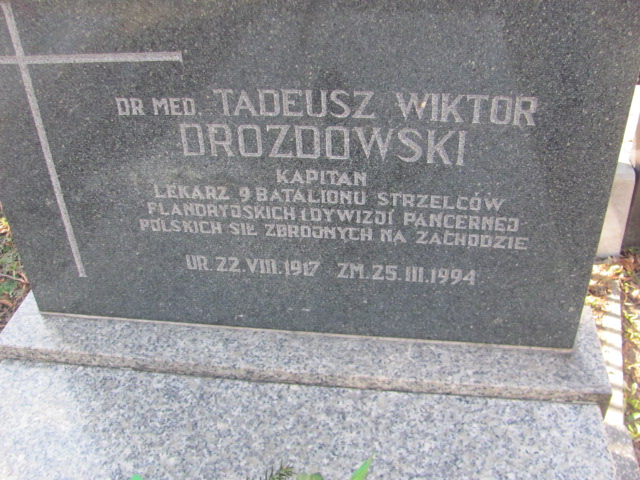 DR MED. TADEUSZ WIKTOR
DROZDOWSKI
KAPITAN
LEKARZ 9 BATALIONU STRZELCÓW
FLANDRYJSKICH I DYWIZJI PANCERNEJ
POLSKICH SIŁ ZBROJNYCH NA ZACHODZIE
UR. 22.VIII.1917 ZM. 25.III.1994